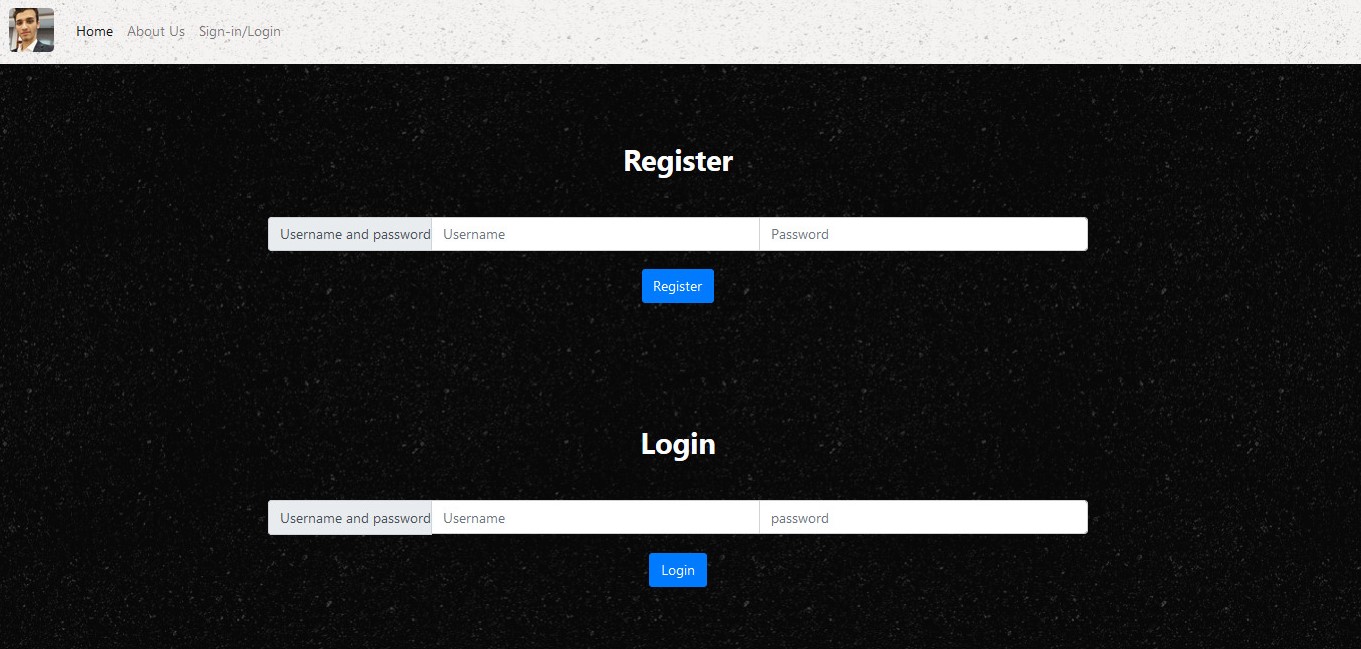 Home About Us Sign-in/Login
Register
Username and password Username Password
Register
Login
Username and password Username password
Login